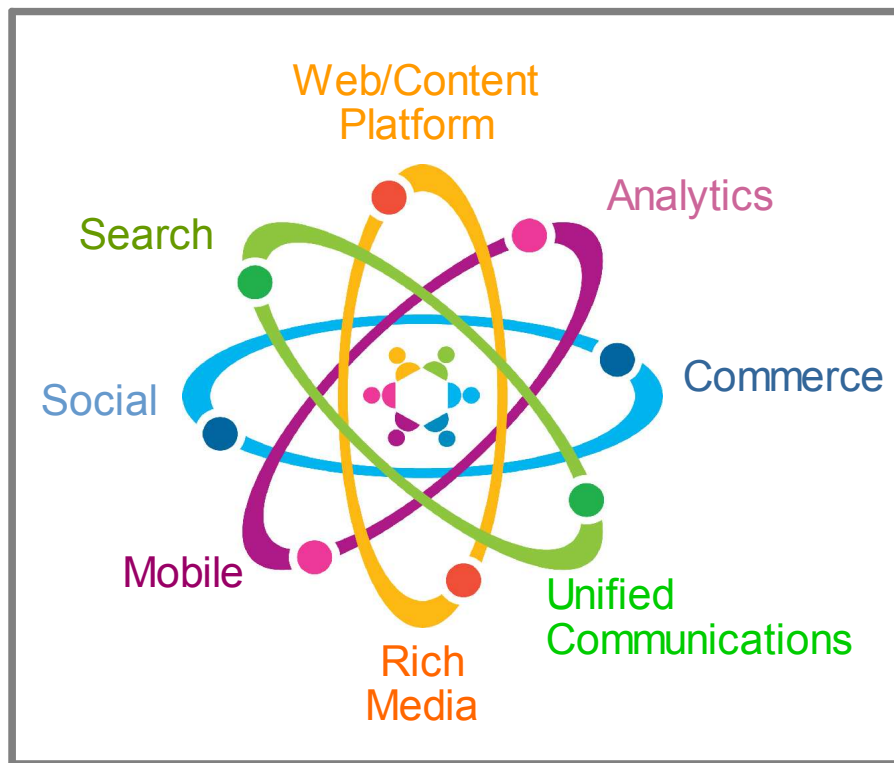 Web/Content
Platform
Analytics
Search
Commerce
Social
Mobile
Unified
Communications
Rich
Media